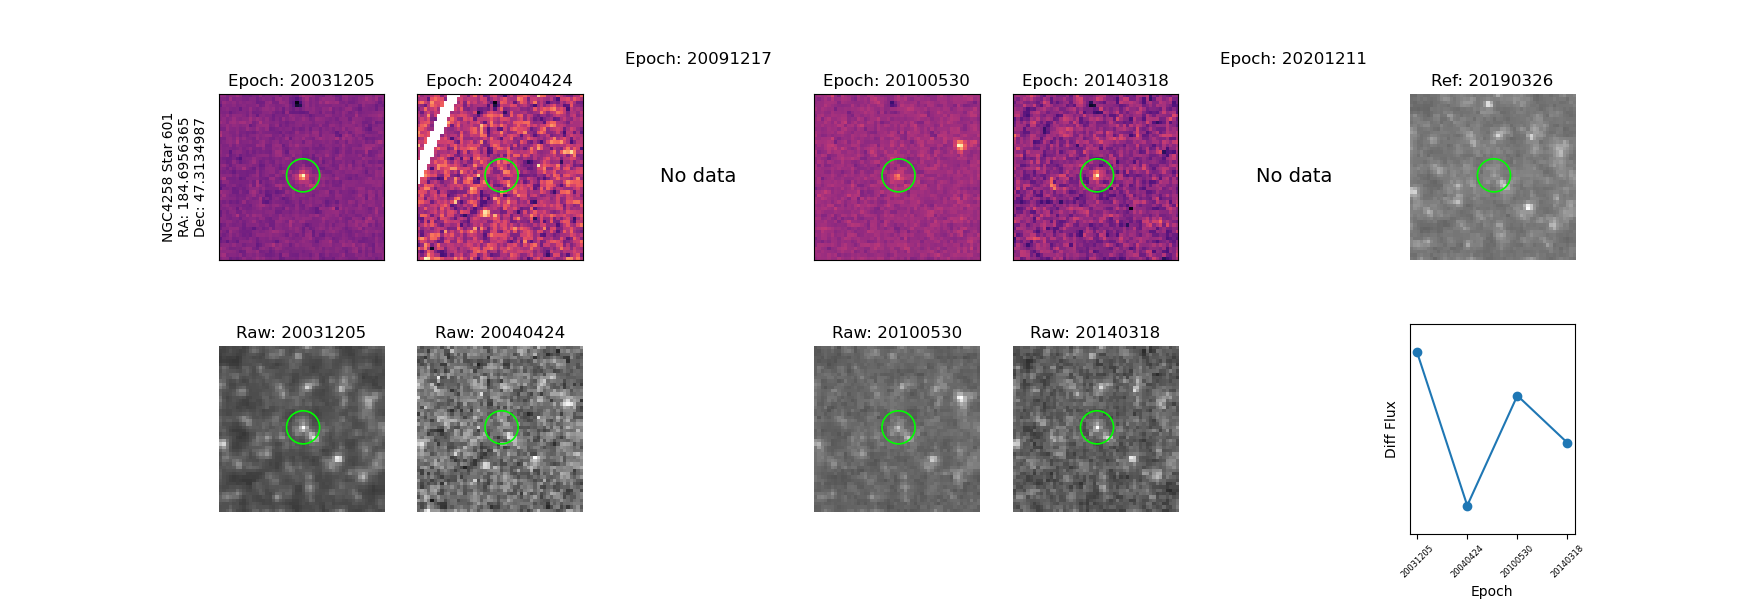 Epoch: 20091217
Epoch: 20201211
Epoch: 20031205
Epoch: 20040424
Epoch: 20100530
Epoch: 20140318
Ref: 20190326
NGC4258 Star 601
RA: 184.6956365
Dec: 47.3134987
No data
No data
Raw: 20031205
Raw: 20040424
Raw: 20100530
Raw: 20140318
Diff Flux
20031205
20040424
20100530
20140318
Epoch